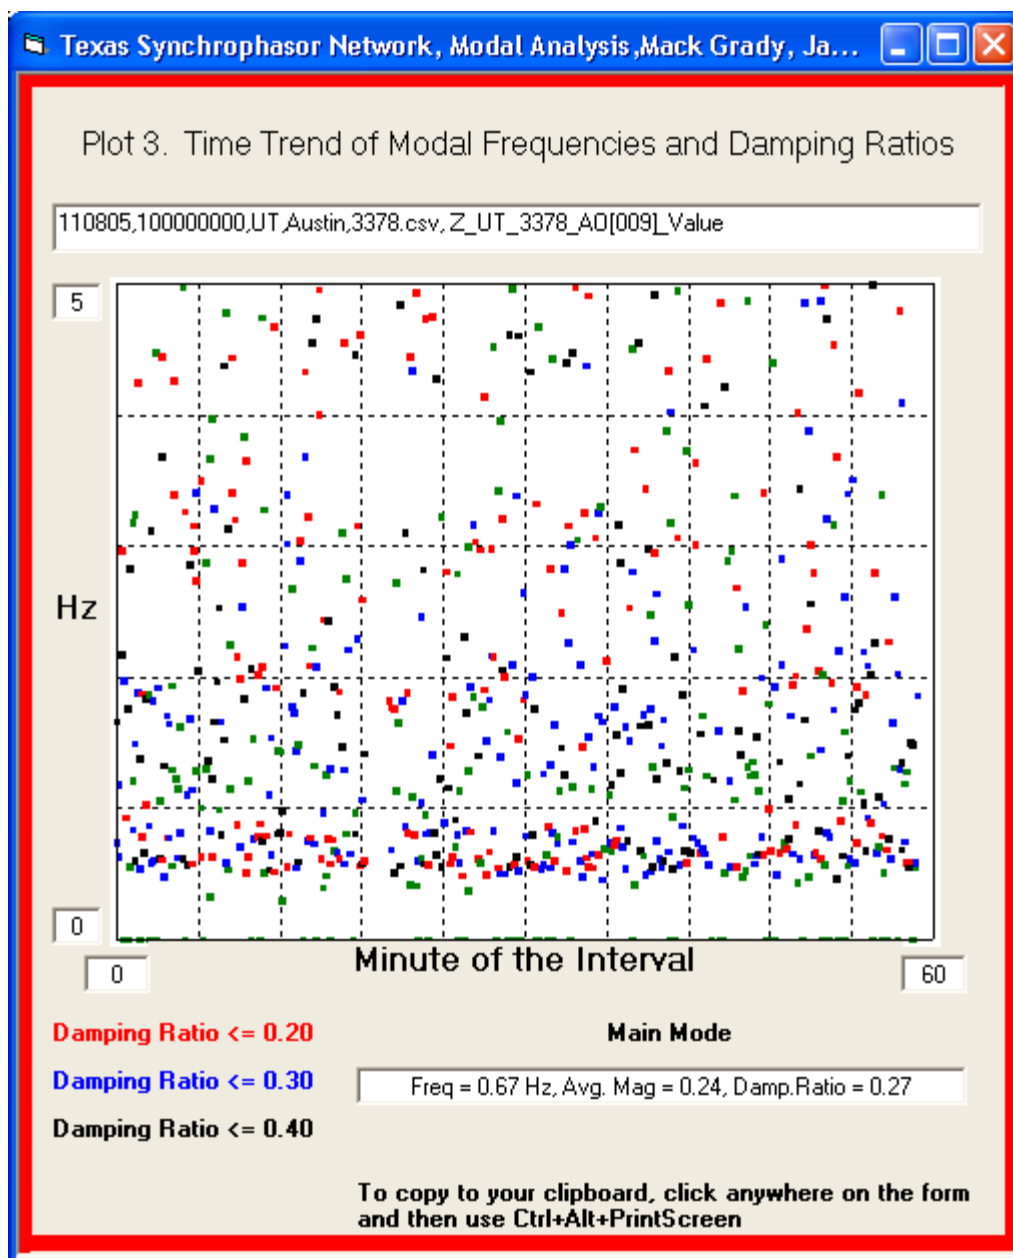 Texas Synchrophasor Network, Modal Analysis,Mack Grady, Ja...
Plot 3. Time Trend of Modal Frequencies and Damping Ratios
110805,100000000,UT,Austin,3378.csv, Z_UT_3378_AO[009]_Value
5
Hz
0
0
Minute of the Interval
60
Damping Ratio <= 0.20
Main Mode
Damping Ratio <= 0.30
Freq = 0.67 Hz, Avg. Mag = 0.24, Damp.Ratio = 0.27
Damping Ratio <= 0.40
To copy to your clipboard, click anywhere on the form
and then use Ctrl+Alt+PrintScreen